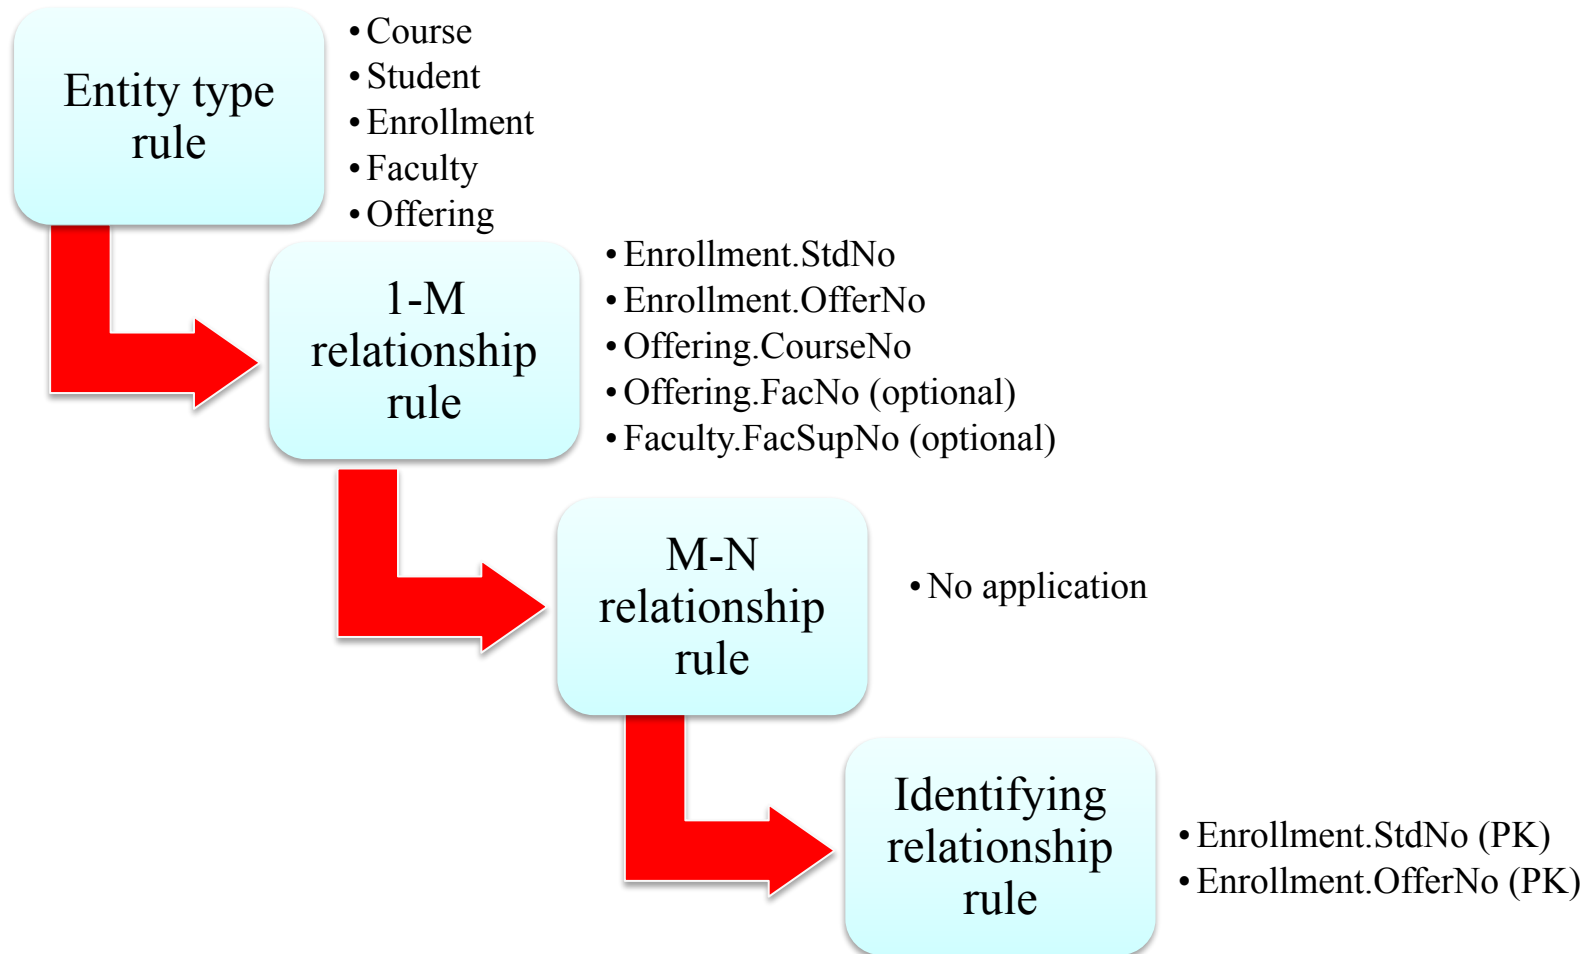 Entity type
rule
• Course
• Student
• Enrollment
• Faculty
• Offering
1-M
relationship
rule
• Enrollment.StdNo
• Enrollment.OfferNo
• Offering.CourseNo
• Offering.FacNo (optional)
• Faculty.FacSupNo (optional)
M-N
relationship
rule
• No application
Identifying
relationship
rule
• Enrollment.StdNo (PK)
• Enrollment.OfferNo (PK)